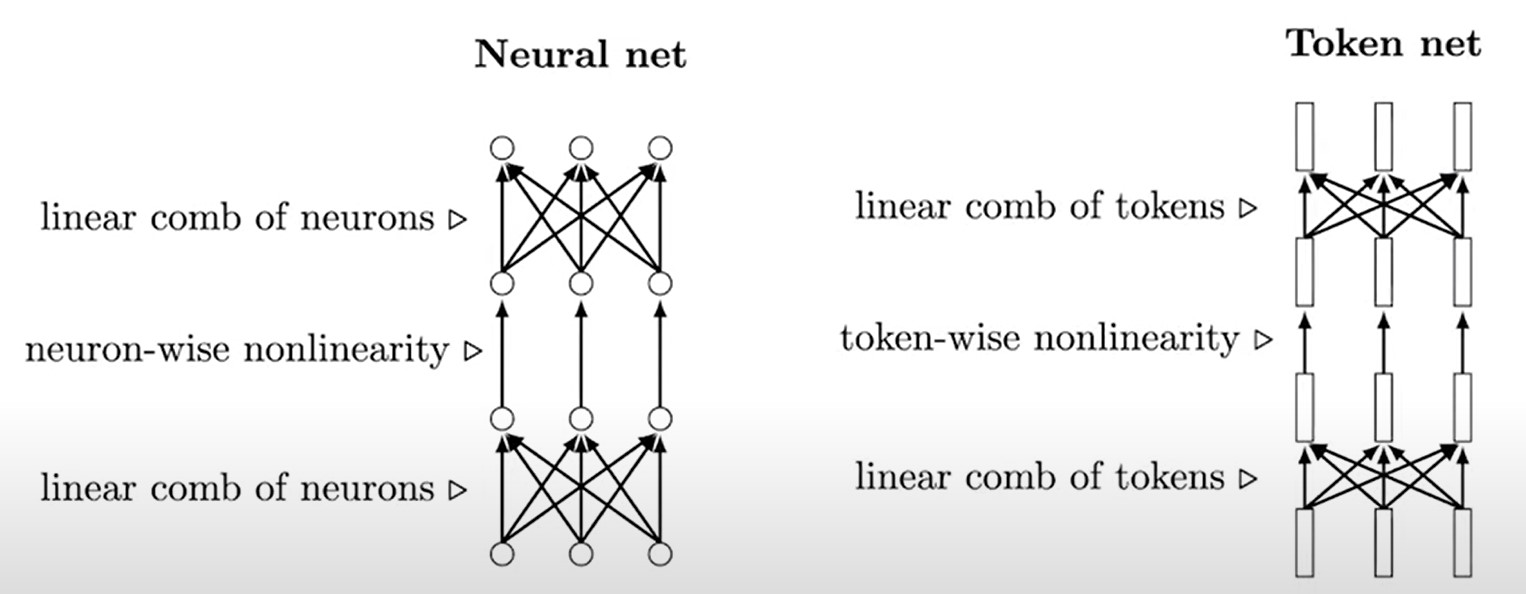 Neural net
linear comb of neurons ▷
neuron-wise nonlinearity ▷
linear comb of neurons ▷
Token net
linear comb of tokens ▷
token-wise nonlinearity ▷
linear comb of tokens ▷